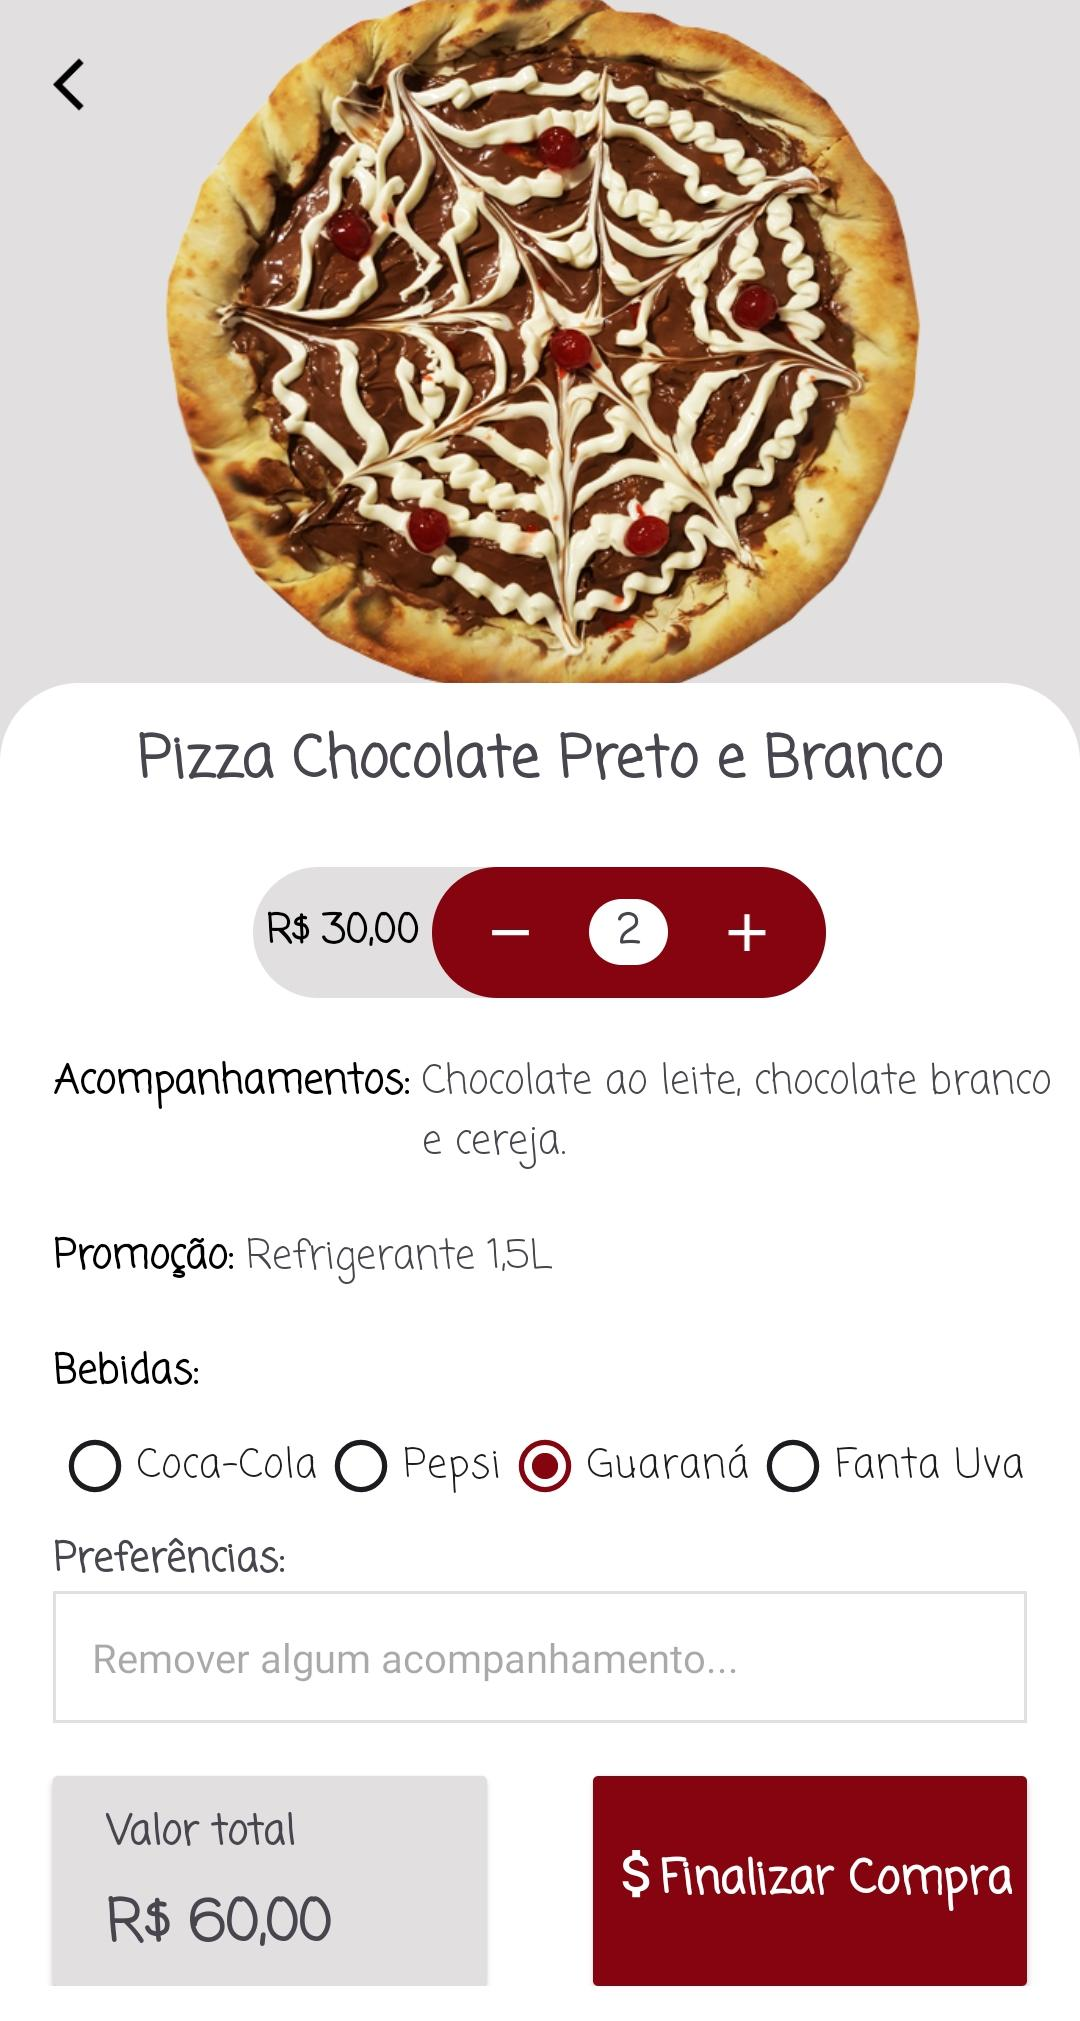 Pizza Chocolate Preto e Branco
R$ 30,00 − 2 +
Acompanhamentos: Chocolate ao leite, chocolate branco
e cereja.
Promoção: Refrigerante 1,5L
Bebidas:
Coca-Cola Pepsi Guaraná Fanta Uva
Preferências:
Remover algum acompanhamento...
Valor total
R$ 60,00
$ Finalizar Compra